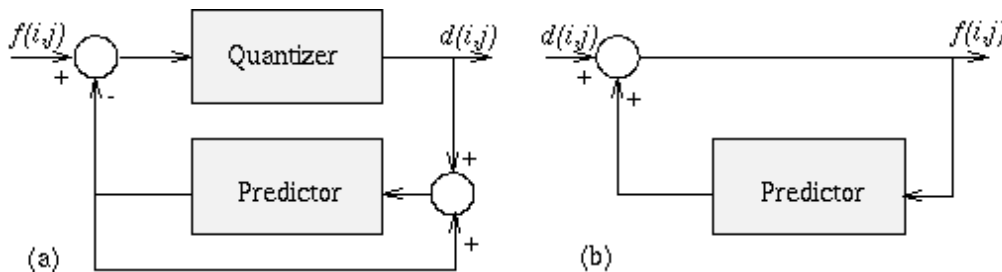 f(i,j)
+
-
Quantizer
d(i,j)
+
Predictor
+
(a)
d(i,j)
+
+
f(i,j)
Predictor
(b)